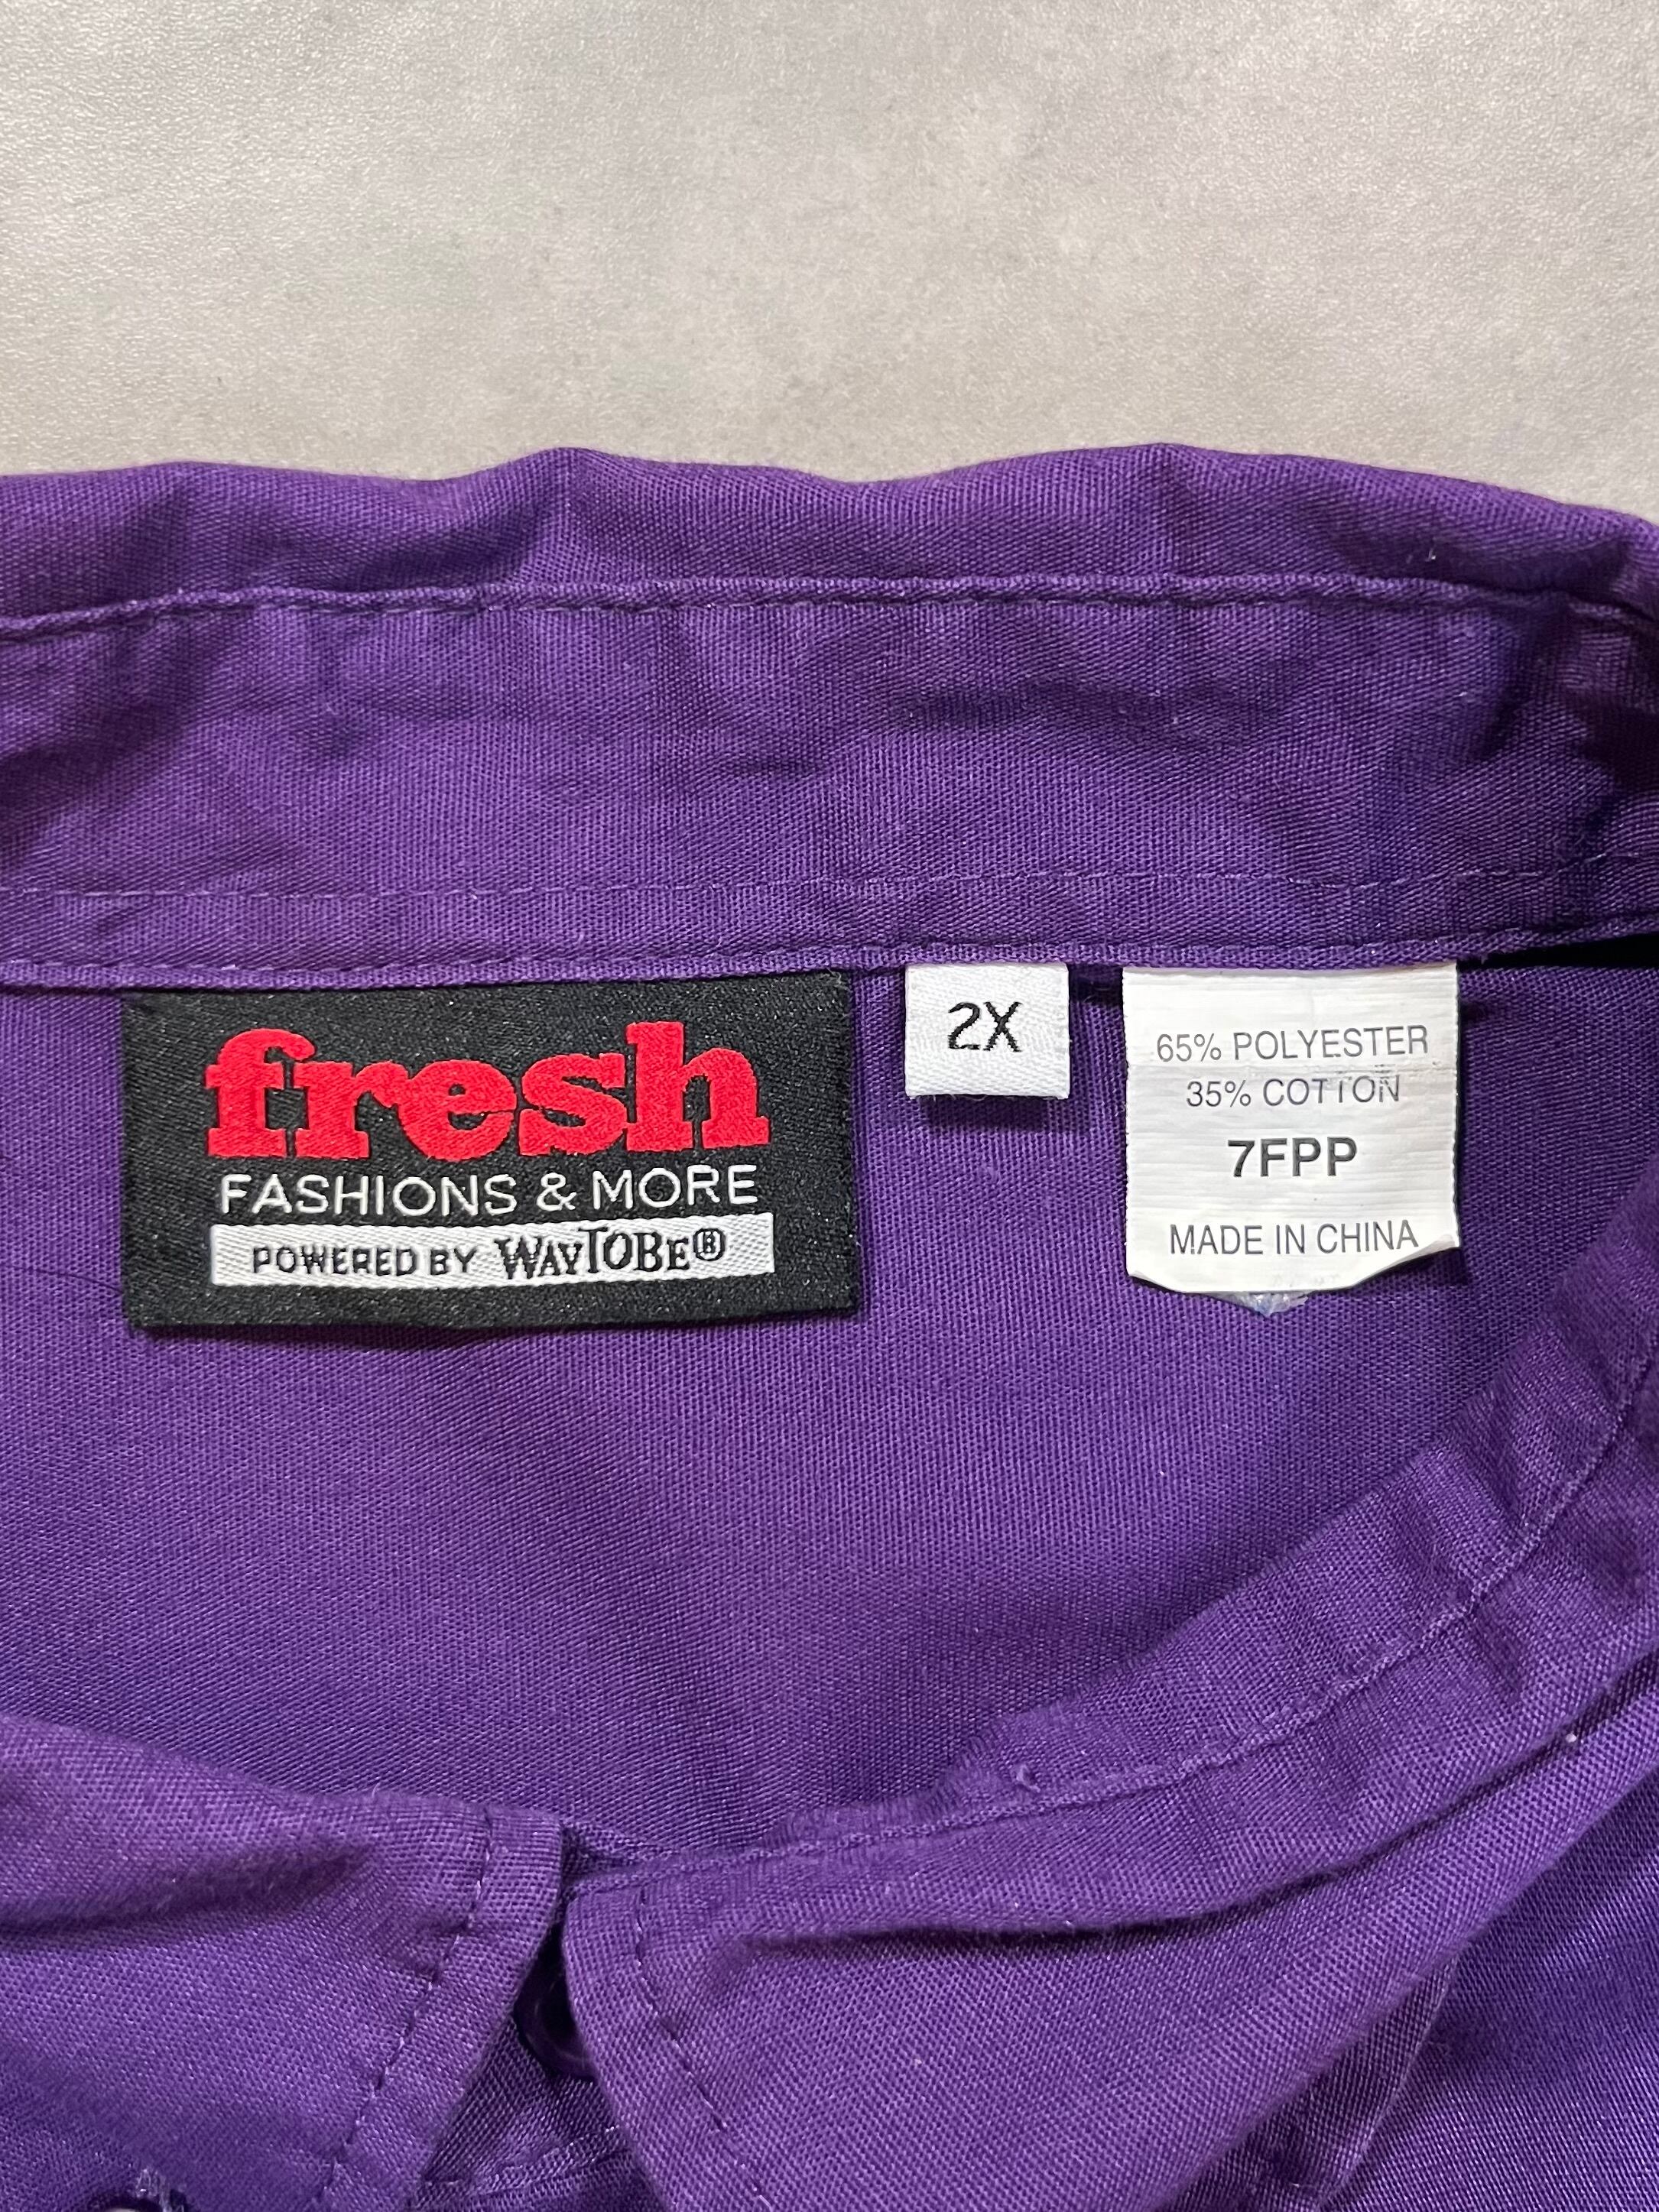 fresh
FASHIONS & MORE
POWERED BY WAYTOBE®
2X
65% POLYESTER
35% COTTON
7FPP
MADE IN CHINA